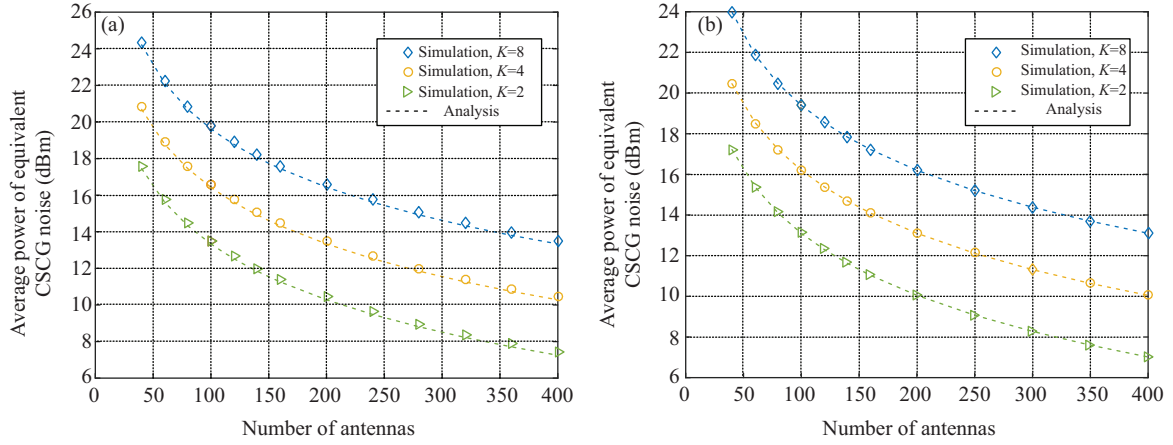 (a)
26
24
22
20
18
16
14
12
10
8
6
0 50 100 150 200 250 300 350 400
Average power of equivalent
CSCG noise (dBm)
Number of antennas
Simulation, K=8
Simulation, K=4
Simulation, K=2
Analysis
(b)
24
22
20
18
16
14
12
10
8
6
0 50 100 150 200 250 300 350 400
Average power of equivalent
CSCG noise (dBm)
Number of antennas
Simulation, K=8
Simulation, K=4
Simulation, K=2
Analysis